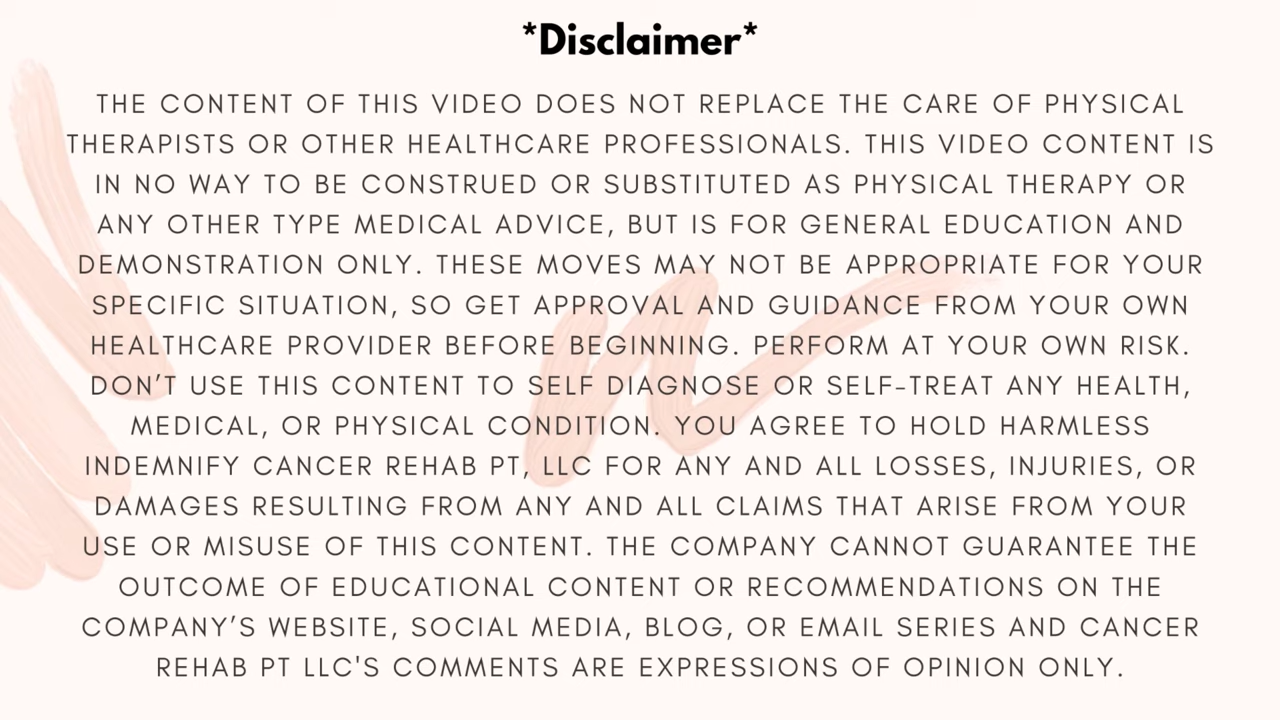 *Disclaimer*
THE CONTENT OF THIS VIDEO DOES NOT REPLACE THE CARE OF PHYSICAL
THERAPISTS OR OTHER HEALTHCARE PROFESSIONALS. THIS VIDEO CONTENT IS
IN NO WAY TO BE CONSTRUED OR SUBSTITUTED AS PHYSICAL THERAPY OR
ANY OTHER TYPE MEDICAL ADVICE, BUT IS FOR GENERAL EDUCATION AND
DEMONSTRATION ONLY. THESE MOVES MAY NOT BE APPROPRIATE FOR YOUR
SPECIFIC SITUATION, SO GET APPROVAL AND GUIDANCE FROM YOUR OWN
HEALTHCARE PROVIDER BEFORE BEGINNING. PERFORM AT YOUR OWN RISK.
DON’T USE THIS CONTENT TO SELF DIAGNOSE OR SELF-TREAT ANY HEALTH,
MEDICAL, OR PHYSICAL CONDITION. YOU AGREE TO HOLD HARMLESS
INDEMNIFY CANCER REHAB PT, LLC FOR ANY AND ALL LOSSES, INJURIES, OR
DAMAGES RESULTING FROM ANY AND ALL CLAIMS THAT ARISE FROM YOUR
USE OR MISUSE OF THIS CONTENT. THE COMPANY CANNOT GUARANTEE THE
OUTCOME OF EDUCATIONAL CONTENT OR RECOMMENDATIONS ON THE
COMPANY’S WEBSITE, SOCIAL MEDIA, BLOG, OR EMAIL SERIES AND CANCER
REHAB PT LLC'S COMMENTS ARE EXPRESSIONS OF OPINION ONLY.